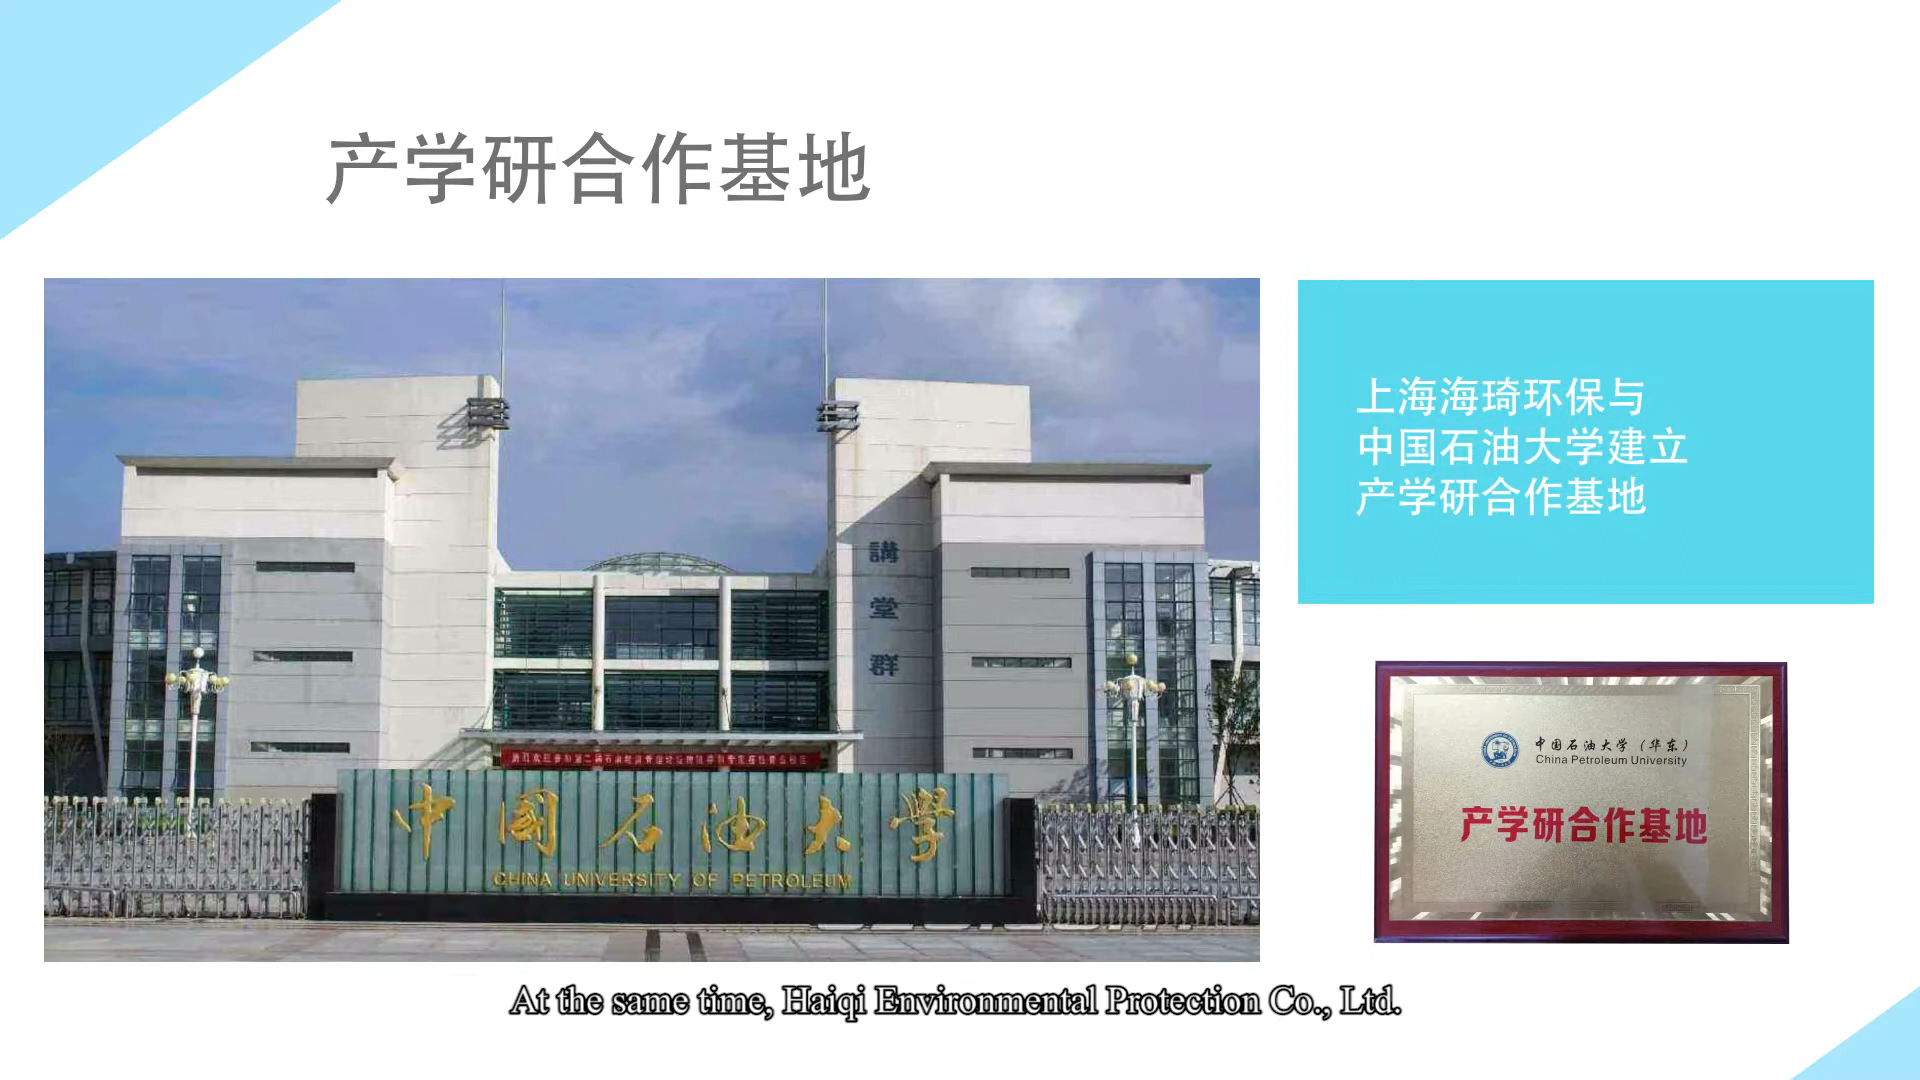 产学研合作基地
講堂群
中国石油大学
CHINA UNIVERSITY OF PETROLEUM
上海海琦环保与
中国石油大学建立
产学研合作基地
中国石油大学（华东）
China Petroleum University
产学研合作基地
At the same time, Haiqi Environmental Protection Co., Ltd.